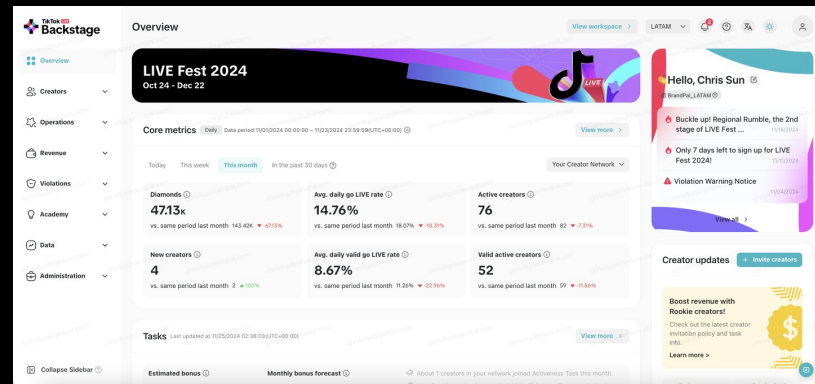 TikTok LIVE
Backstage
Overview
View workspace >
LATAM
3
Overview
Creators
Operations
Revenue
Violations
Academy
Data
Administration
Collapse Sidebar
LIVE Fest 2024
Oct 24 - Dec 22
LIVE
Core metrics Daily Data period:11/01/2024 00:00:00 ~ 11/23/2024 23:59:59(UTC+00:00)
View more >
Today This week This month In the past 30 days
Your Creator Network
Diamonds
47.13K
vs. same period last month 143.42K ▼ -67.13%
Avg. daily go LIVE rate
14.76%
vs. same period last month 18.07% ▼ -18.31%
Active creators
76
vs. same period last month 82 ▼ -7.31%
New creators
4
vs. same period last month 2 ▲ 100%
Avg. daily valid go LIVE rate
8.67%
vs. same period last month 11.26% ▼ -22.96%
Valid active creators
52
vs. same period last month 59 ▼ -11.86%
Tasks Last updated at 11/25/2024 02:38:03(UTC+00:00)
View more >
Estimated bonus
Monthly bonus forecast
About 1 creators in your network joined Activeness Task this month.
Hello, Chris Sun
BrandPal_LATAM
Buckle up! Regional Rumble, the 2nd
stage of LIVE Fest ... 11/18/2024
Only 7 days left to sign up for LIVE
Fest 2024! 11/11/2024
Violation Warning Notice
11/04/2024
View all >
Creator updates
+ Invite creators
Boost revenue with
Rookie creators!
Check out the latest creator
invitation policy and task
info.
Learn more >